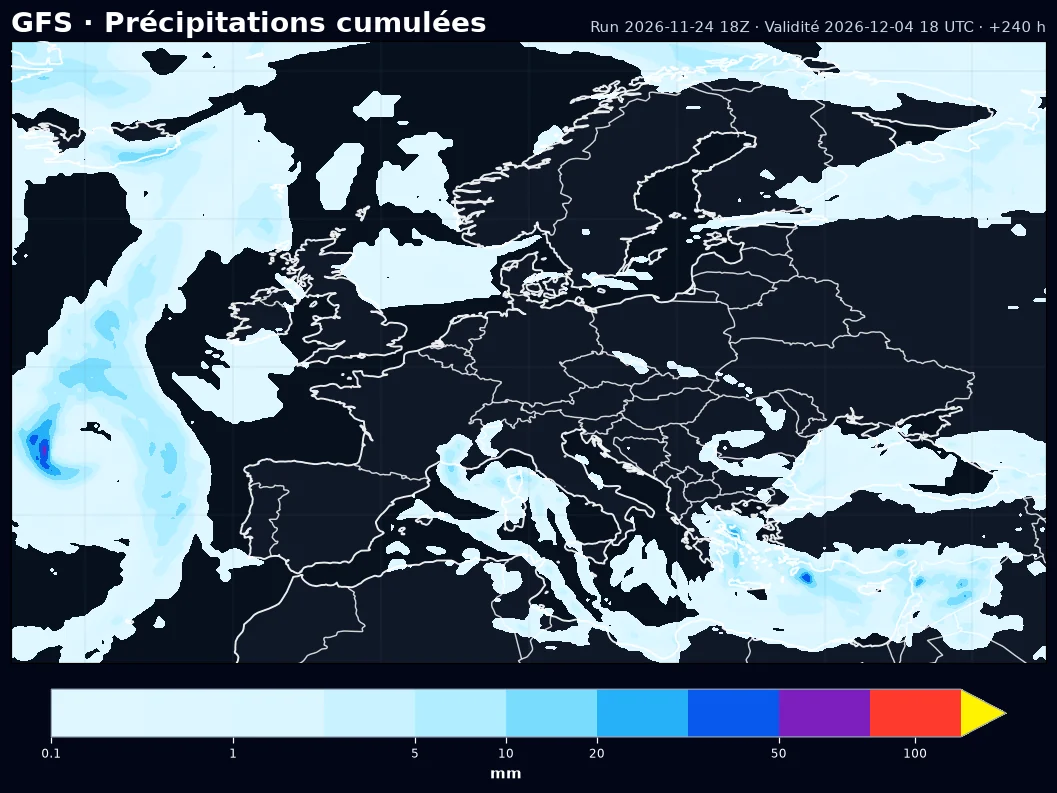 GFS · Précipitations cumulées
Run 2026-11-24 18Z · Validité 2026-12-04 18 UTC · +240 h
0.1 1 5 10 20 50 100
mm